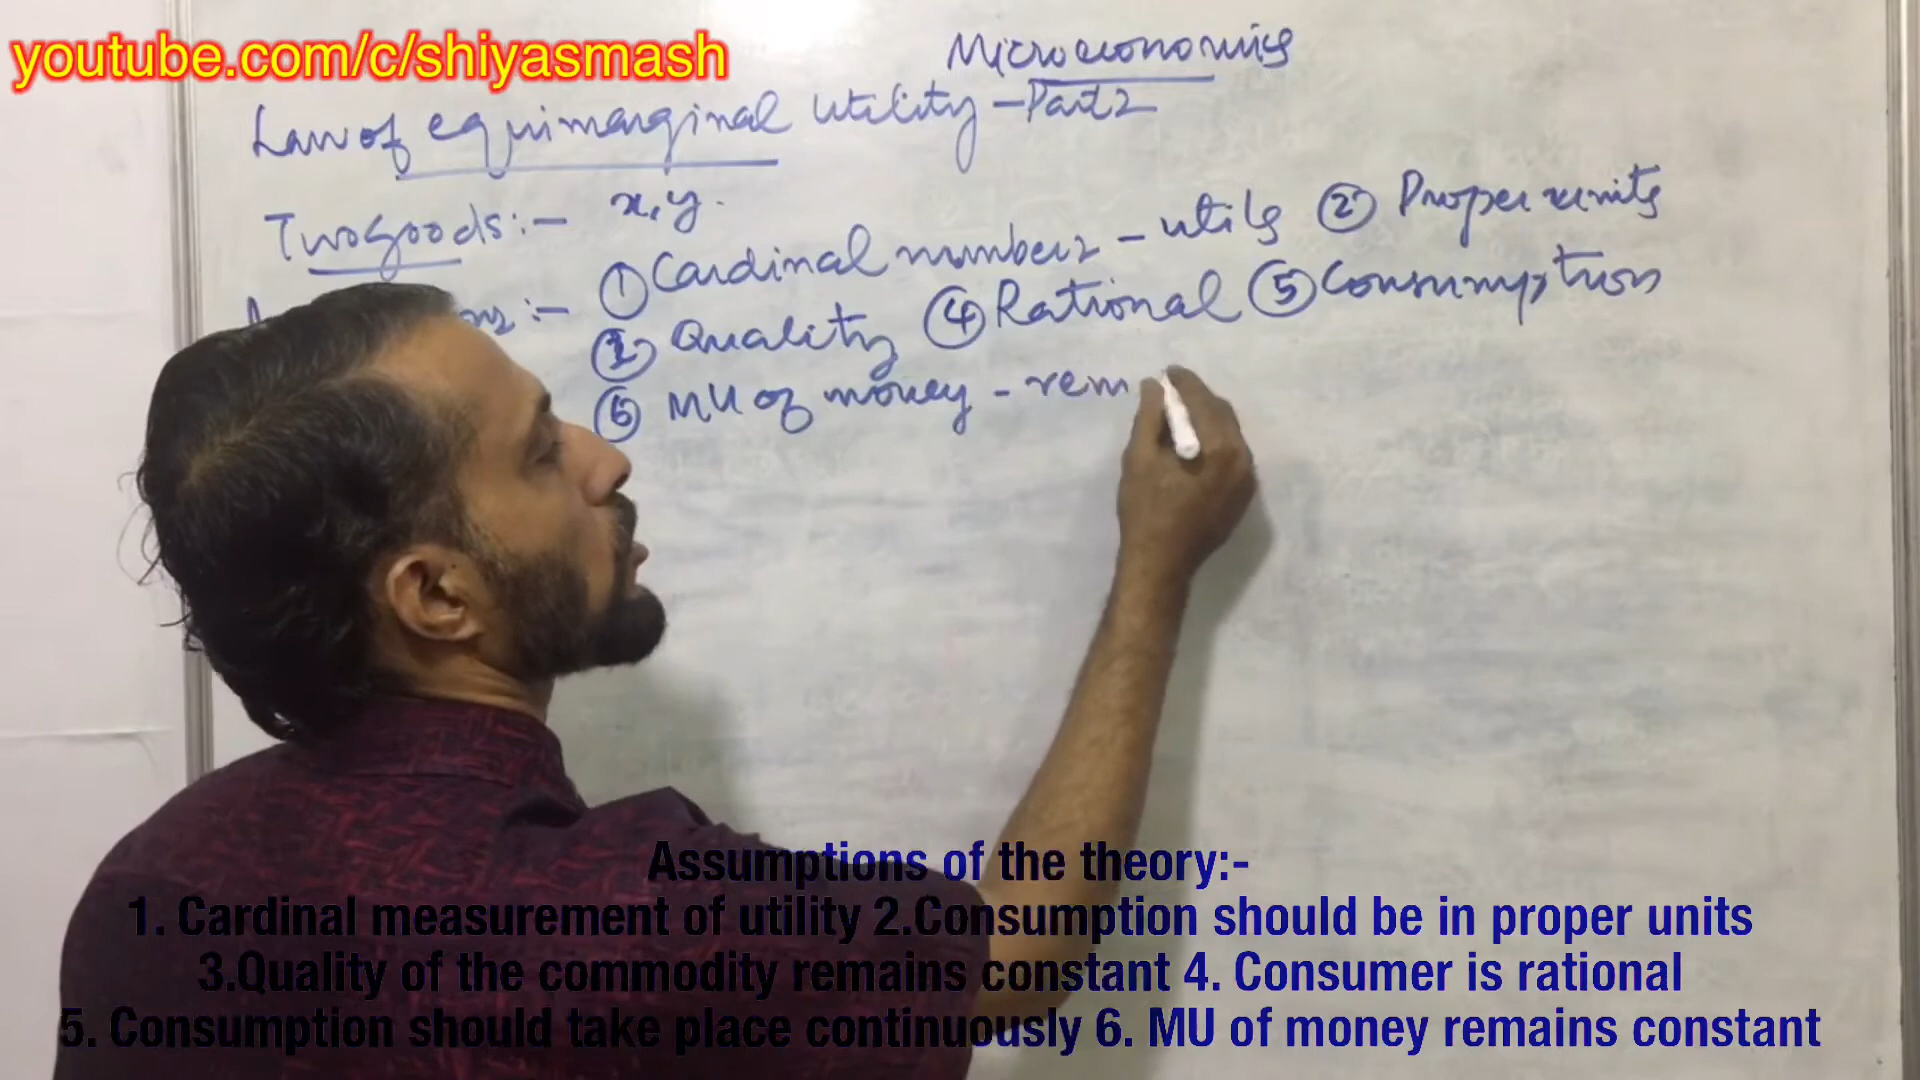 youtube.com/c/shiyasmash
Microeconomics
Law of equimarginal utility - Part 2
Two goods :- x, y.
① Cardinal numbers - utils ② Proper units
:- Quality ④ Rational ⑤ Consumption
⑥ MU of money - rem
Assumptions of the theory:-
1. Cardinal measurement of utility 2.Consumption should be in proper units
3.Quality of the commodity remains constant 4. Consumer is rational
5. Consumption should take place continuously 6. MU of money remains constant